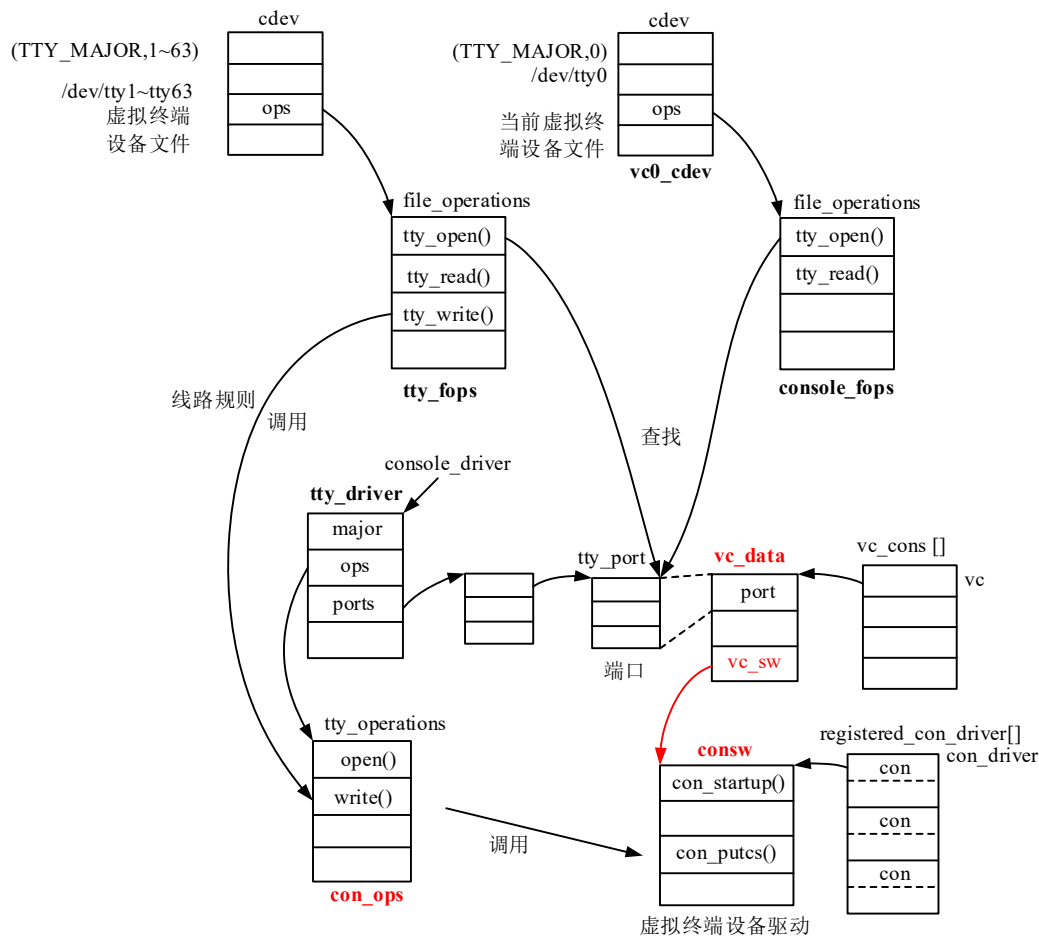 cdev
(TTY_MAJOR,1~63)
/dev/tty1~tty63
虚拟终端
设备文件
ops
cdev
(TTY_MAJOR,0)
/dev/tty0
当前虚拟终
端设备文件
ops
vc0_cdev
file_operations
tty_open()
tty_read()
tty_write()
tty_fops
file_operations
tty_open()
tty_read()
console_fops
线路规则
调用
查找
console_driver
tty_driver
major
ops
ports
tty_port
端口
vc_data
port
vc_sw
vc_cons []
vc
tty_operations
open()
write()
con_ops
调用
consw
con_startup()
con_putcs()
虚拟终端设备驱动
registered_con_driver[]
con_driver
con
con
con